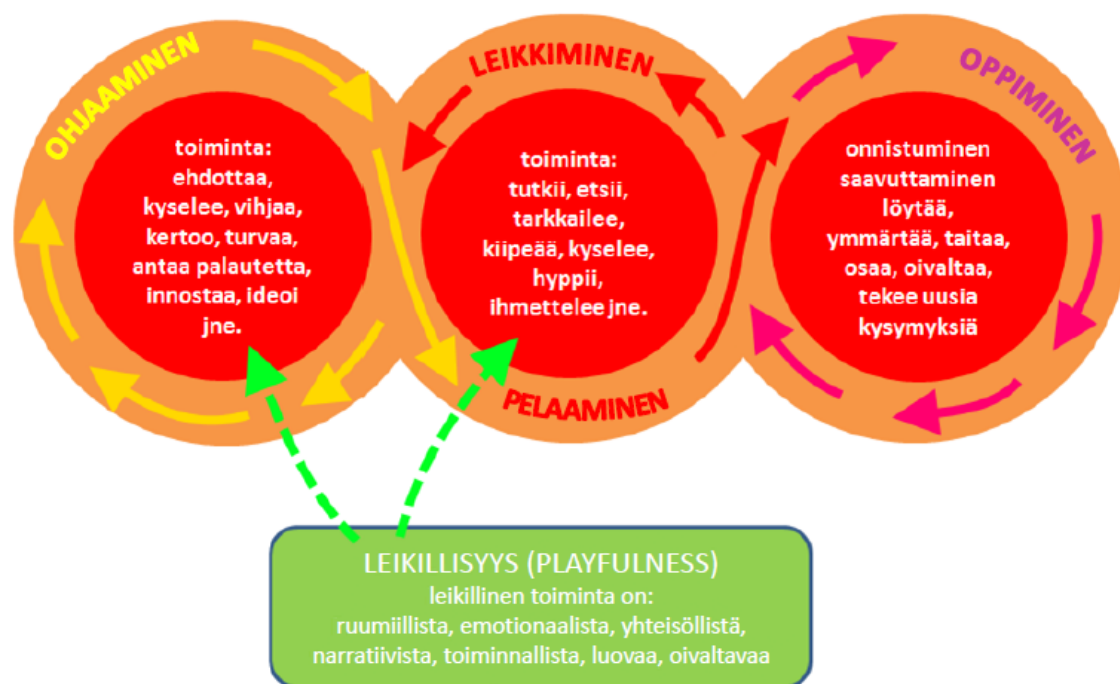 OHJAAMINEN
toiminta:
ehdottaa,
kyselee, vihjaa,
kertoo, turvaa,
antaa palautetta,
innostaa, ideoi
jne.
LEIKKIMINEN
toiminta:
tutkii, etsii,
tarkkailee,
kiipeää, kyselee,
hyppii,
ihmettelee jne.
PELAAMINEN
OPPIMINEN
onnistuminen
saavuttaminen
löytää,
ymmärtää, taitaa,
osaa, oivaltaa,
tekee uusia
kysymyksiä
LEIKILLISYYS (PLAYFULNESS)
leikillinen toiminta on:
ruumiillista, emotionaalista, yhteisöllistä,
narratiivista, toiminnallista, luovaa, oivaltavaa